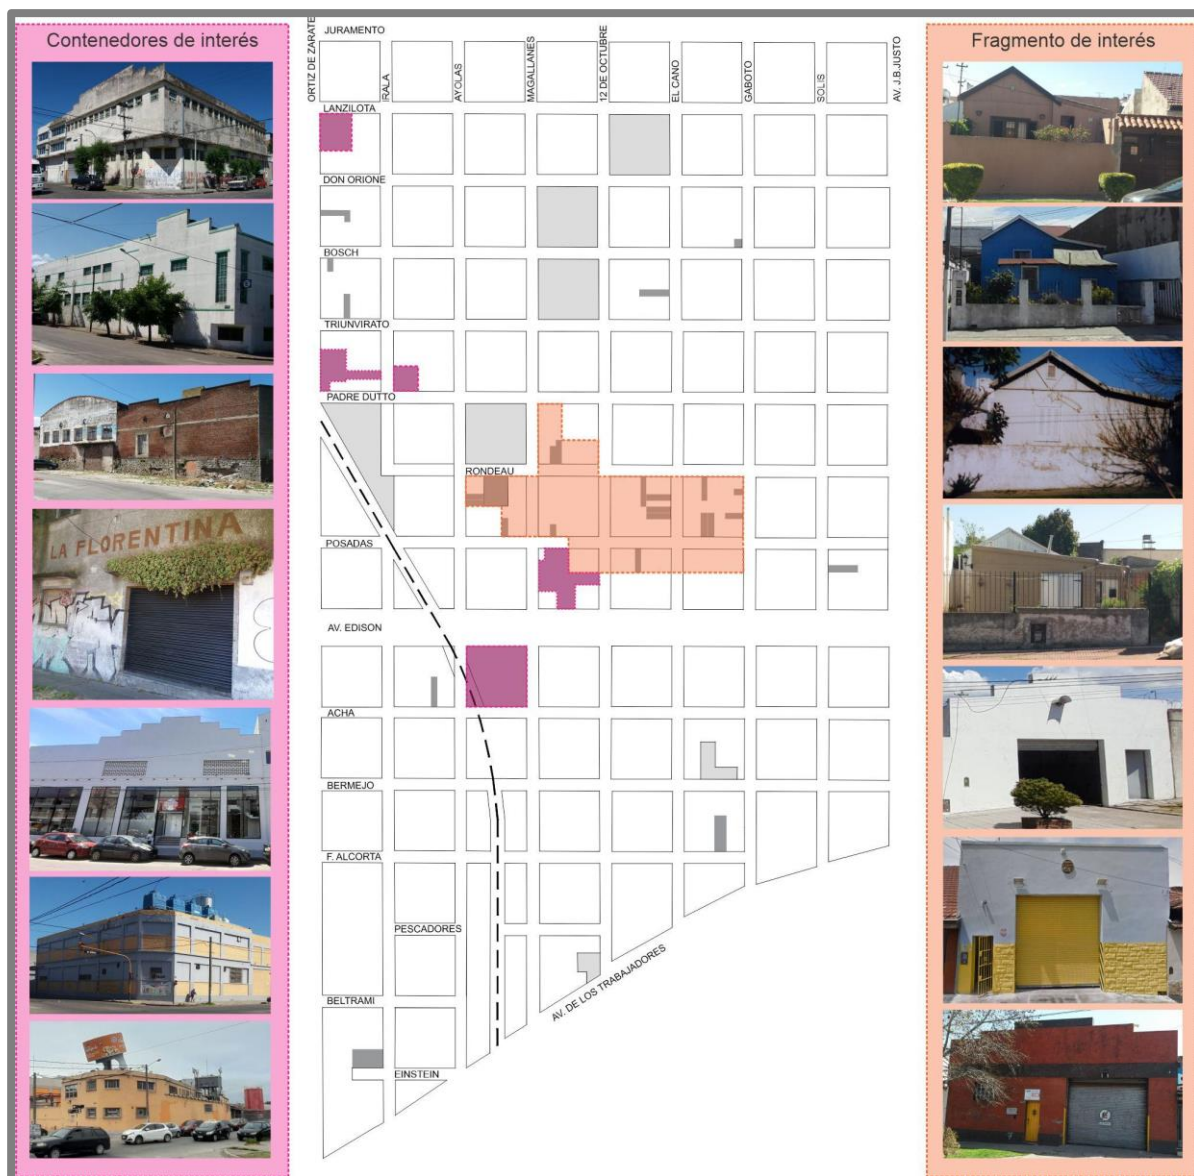 Contenedores de interés
LA FLORENTINA
JURAMENTO
ORTIZ DE ZARATE
IRALA
AYOLAS
MAGALLANES
12 DE OCTUBRE
EL CANO
GABOTO
SOLIS
AV. J.B.JUSTO
LANZILOTA
DON ORIONE
BOSCH
TRIUNVIRATO
PADRE DUTTO
RONDEAU
POSADAS
AV. EDISON
ACHA
BERMEJO
F. ALCORTA
PESCADORES
AV. DE LOS TRABAJADORES
BELTRAMI
EINSTEIN
Fragmento de interés